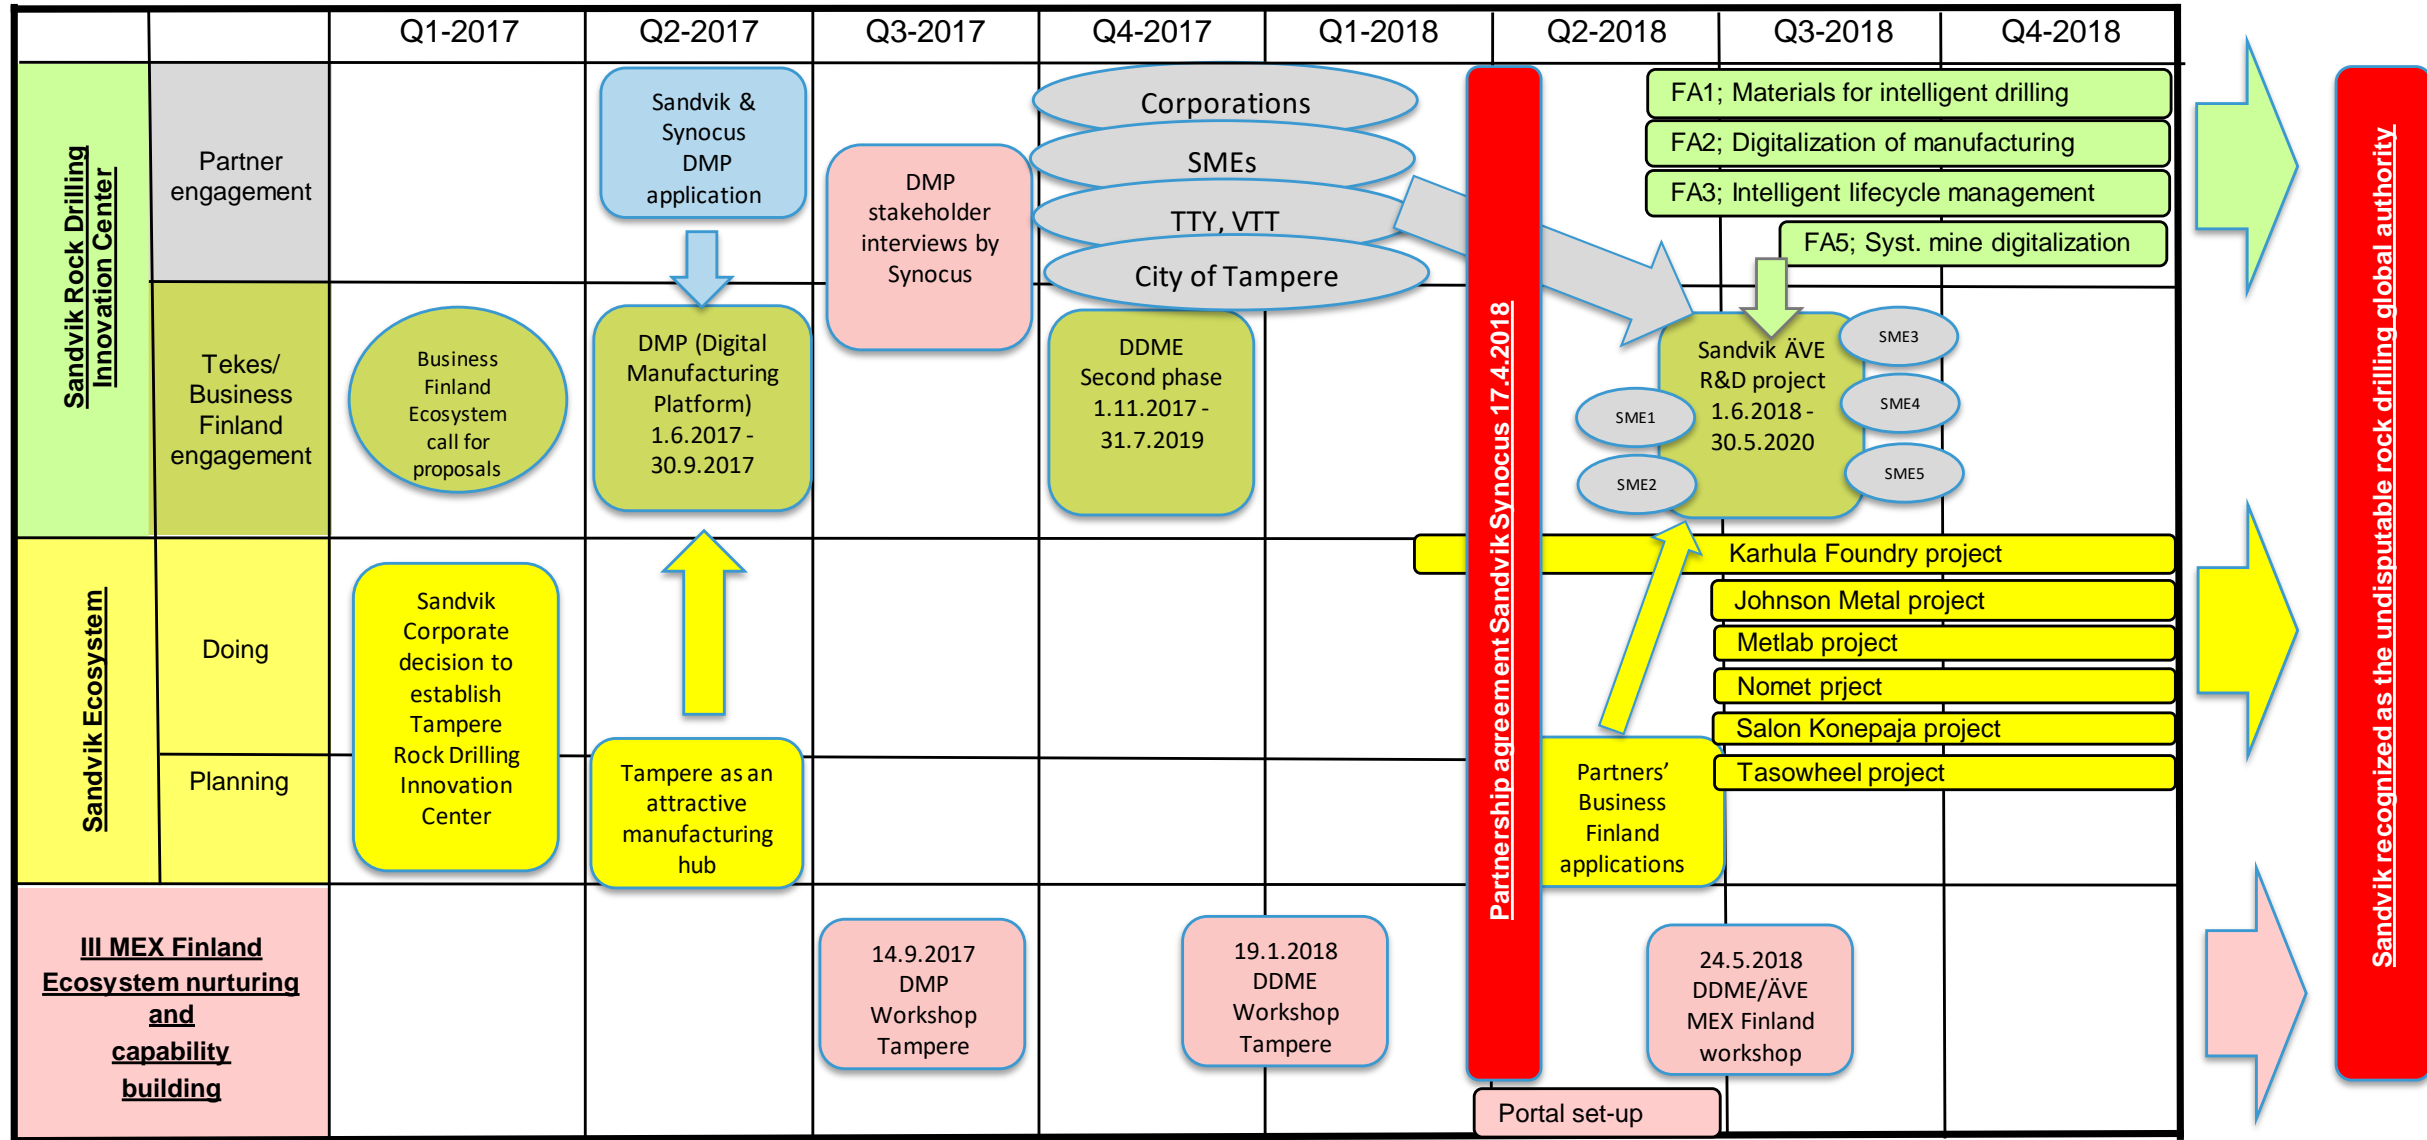 Q1-2017
Q2-2017
Q3-2017
Q4-2017
Q1-2018
Q2-2018
Q3-2018
Q4-2018
Sandvik Rock Drilling
Innovation Center
Partner
engagement
Sandvik &
Synocus
DMP
application
DMP
stakeholder
interviews by
Synocus
Corporations
SMEs
TTY, VTT
City of Tampere
FA1; Materials for intelligent drilling
FA2; Digitalization of manufacturing
FA3; Intelligent lifecycle management
FA5; Syst. mine digitalization
Tekes/
Business
Finland
engagement
Business
Finland
Ecosystem
call for
proposals
DMP (Digital
Manufacturing
Platform)
1.6.2017 -
30.9.2017
DDME
Second phase
1.11.2017 -
31.7.2019
Sandvik ÄVE
R&D project
1.6.2018 -
30.5.2020
SME1
SME2
SME3
SME4
SME5
Partnership agreement Sandvik Synocus 17.4.2018
Sandvik Ecosystem
Doing
Planning
Sandvik
Corporate
decision to
establish
Tampere
Rock Drilling
Innovation
Center
Tampere as an
attractive
manufacturing
hub
Partners’
Business
Finland
applications
Karhula Foundry project
Johnson Metal project
Metlab project
Nomet prject
Salon Konepaja project
Tasowheel project
III MEX Finland
Ecosystem nurturing
and
capability
building
14.9.2017
DMP
Workshop
Tampere
19.1.2018
DDME
Workshop
Tampere
24.5.2018
DDME/ÄVE
MEX Finland
workshop
Portal set-up
Sandvik recognized as the undisputable rock drilling global authority